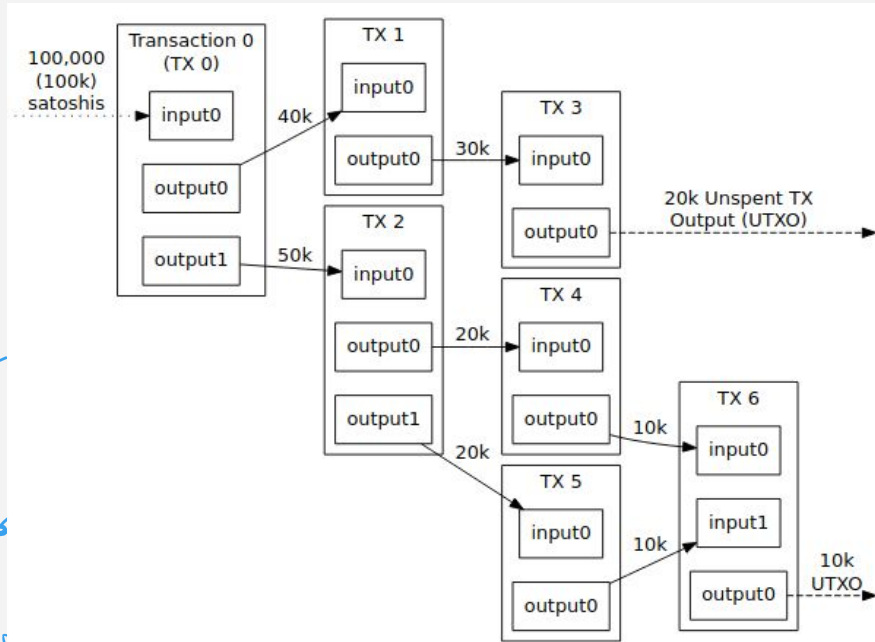 100,000
(100k)
satoshis
Transaction 0
(TX 0)
input0
output0
output1
40k
50k
TX 1
input0
output0
30k
TX 2
input0
output0
output1
20k
20k
TX 3
input0
output0
20k Unspent TX
Output (UTXO)
TX 4
input0
output0
10k
TX 5
input0
output0
10k
TX 6
input0
input1
output0
10k
UTXO